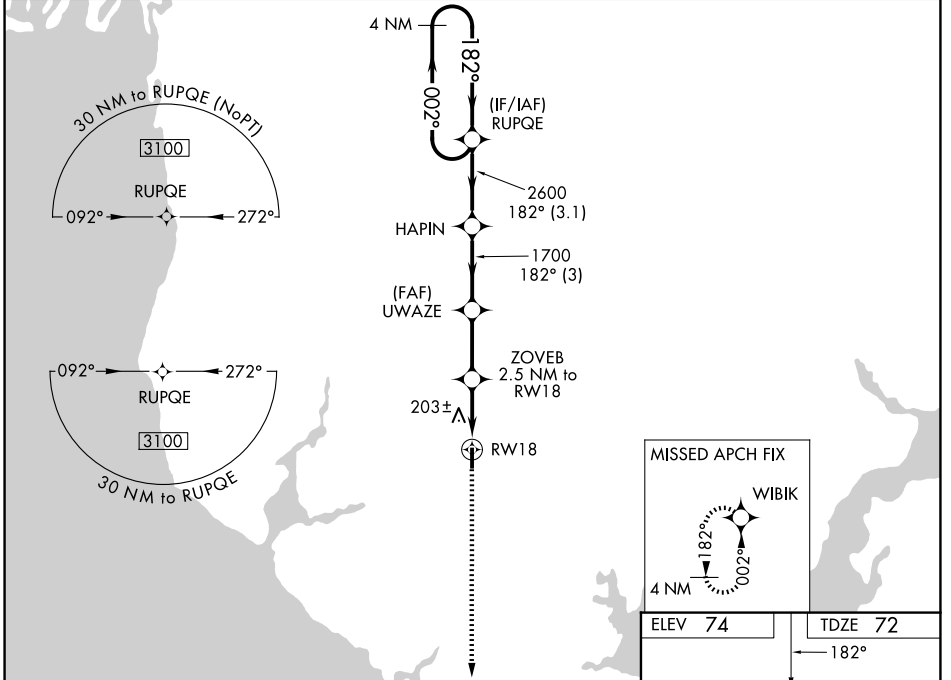 4 NM
182°
002°
(IF/IAF)
RUPQE
2600
182° (3.1)
HAPIN
1700
182° (3)
(FAF)
UWAZE
ZOVEB
2.5 NM to
RW18
203±
RW18
30 NM to RUPQE (NoPT)
3100
RUPQE
092°
272°
092°
272°
RUPQE
3100
30 NM to RUPQE
MISSED APCH FIX
WIBIK
182°
002°
4 NM
ELEV 74
TDZE 72
182°